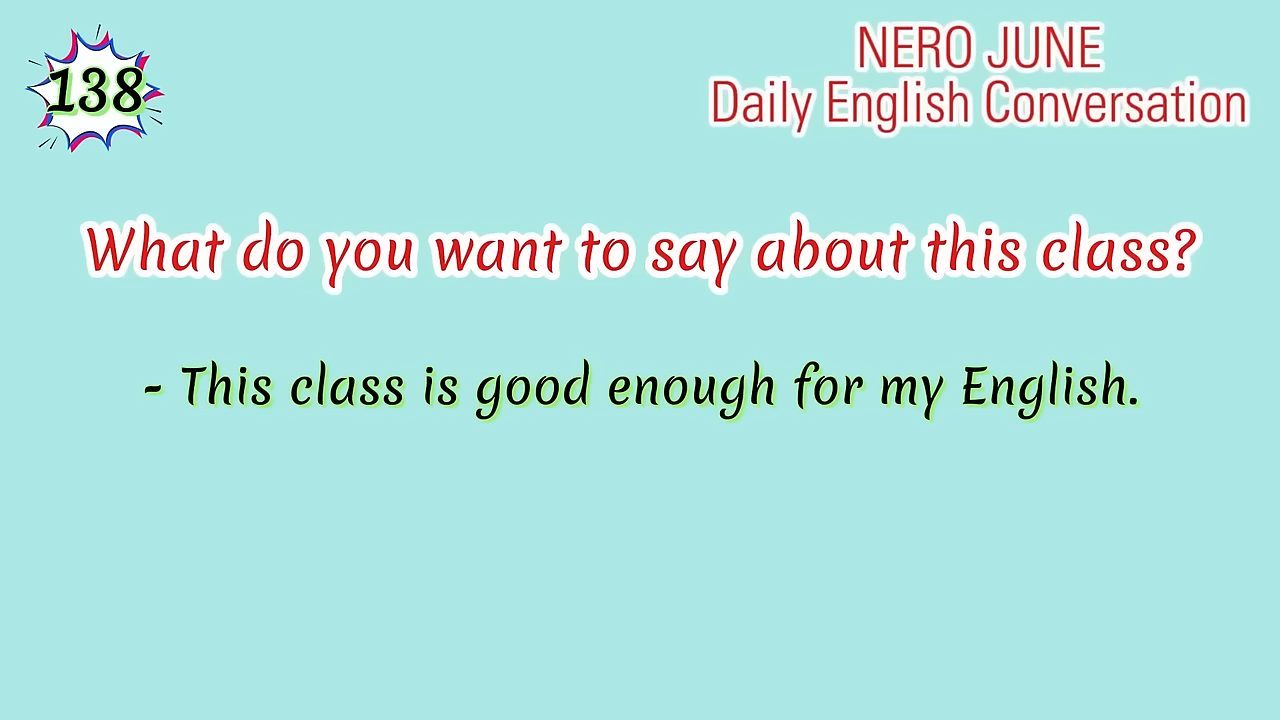 138
NERO JUNE
Daily English Conversation
What do you want to say about this class?
- This class is good enough for my English.